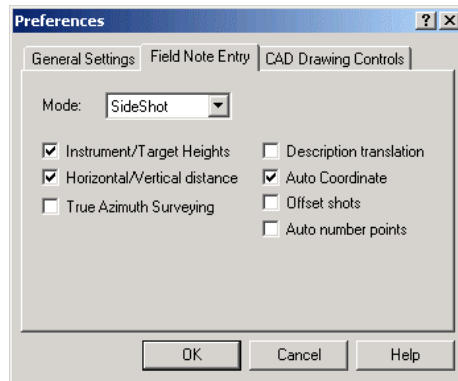 Preferences
General Settings Field Note Entry CAD Drawing Controls
Mode: SideShot
Instrument/Target Heights
Horizontal/Vertical distance
True Azimuth Surveying
Description translation
Auto Coordinate
Offset shots
Auto number points
OK Cancel Help